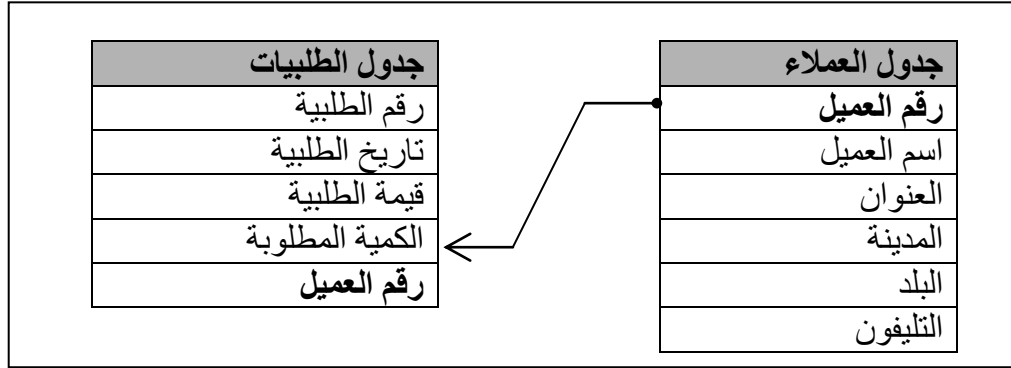 جدول العملاء
رقم العميل
اسم العميل
العنوان
المدينة
البلد
التليفون
جدول الطلبيات
رقم الطلبية
تاريخ الطلبية
قيمة الطلبية
الكمية المطلوبة
رقم العميل